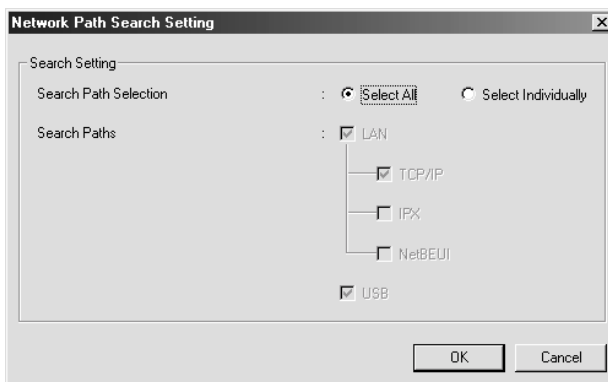 Network Path Search Setting
Search Setting
Search Path Selection : Select All Select Individually
Search Paths : LAN
TCP/IP
IPX
NetBEUI
USB
OK Cancel